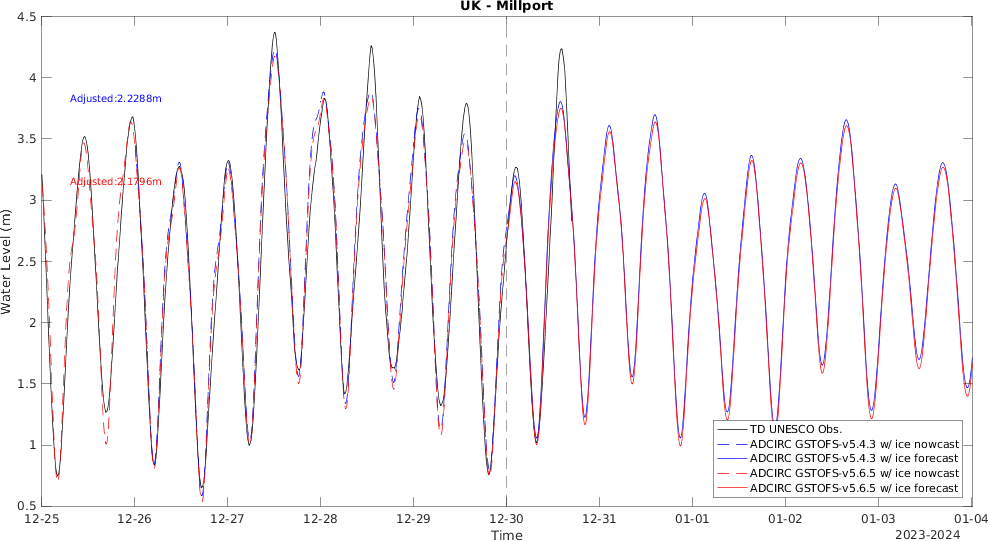 UK - Millport
4.5
4
3.5
3
2.5
2
1.5
1
0.5
Water Level (m)
Adjusted:2.2288m
Adjusted:2.1796m
TD UNESCO Obs.
ADCIRC GSTOFS-v5.4.3 w/ ice nowcast
ADCIRC GSTOFS-v5.4.3 w/ ice forecast
ADCIRC GSTOFS-v5.6.5 w/ ice nowcast
ADCIRC GSTOFS-v5.6.5 w/ ice forecast
12-25 12-26 12-27 12-28 12-29 12-30 12-31 01-01 01-02 01-03 01-04
Time
2023-2024